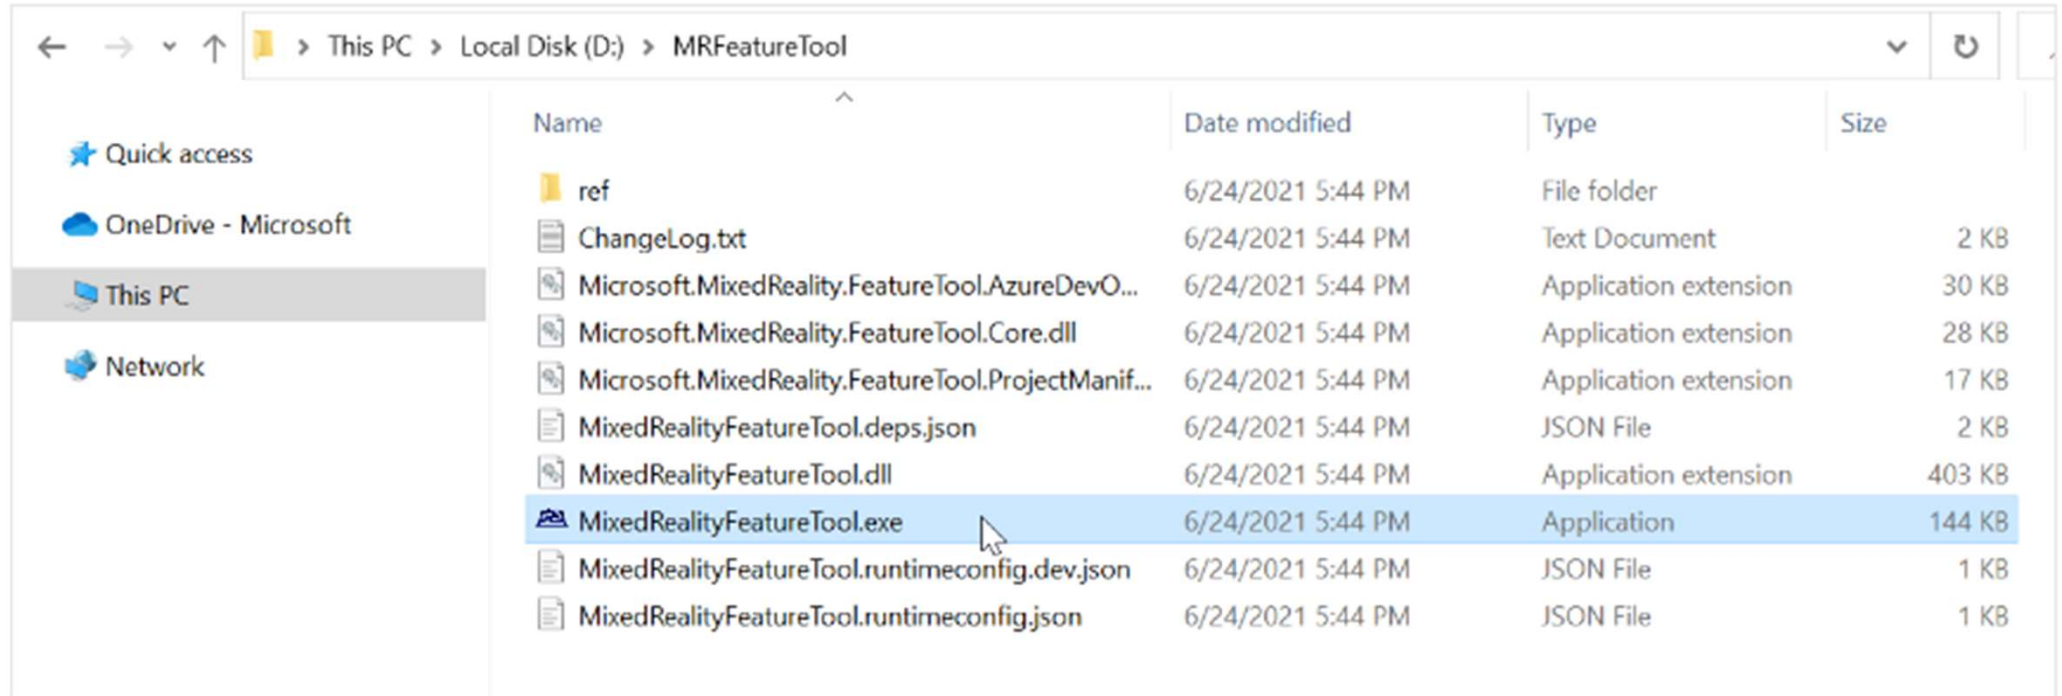 This PC > Local Disk (D:) > MRFeatureTool
Name Date modified Type Size
Quick access
OneDrive - Microsoft
This PC
Network
ref 6/24/2021 5:44 PM File folder
ChangeLog.txt 6/24/2021 5:44 PM Text Document 2 KB
Microsoft.MixedReality.FeatureTool.AzureDevO... 6/24/2021 5:44 PM Application extension 30 KB
Microsoft.MixedReality.FeatureTool.Core.dll 6/24/2021 5:44 PM Application extension 28 KB
Microsoft.MixedReality.FeatureTool.ProjectManif... 6/24/2021 5:44 PM Application extension 17 KB
MixedRealityFeatureTool.deps.json 6/24/2021 5:44 PM JSON File 2 KB
MixedRealityFeatureTool.dll 6/24/2021 5:44 PM Application extension 403 KB
MixedRealityFeatureTool.exe 6/24/2021 5:44 PM Application 144 KB
MixedRealityFeatureTool.runtimeconfig.dev.json 6/24/2021 5:44 PM JSON File 1 KB
MixedRealityFeatureTool.runtimeconfig.json 6/24/2021 5:44 PM JSON File 1 KB